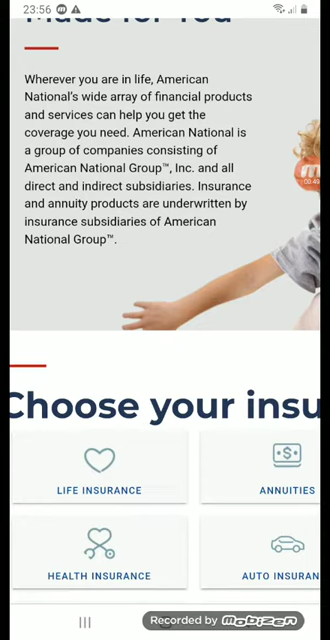 23:56
Made for You
Wherever you are in life, American
National's wide array of financial products
and services can help you get the
coverage you need. American National is
a group of companies consisting of
American National Group™, Inc. and all
direct and indirect subsidiaries. Insurance
and annuity products are underwritten by
insurance subsidiaries of American
National Group™.
00:49
Choose your insu
LIFE INSURANCE
ANNUITIES
HEALTH INSURANCE
AUTO INSURAN
Recorded by mobizen